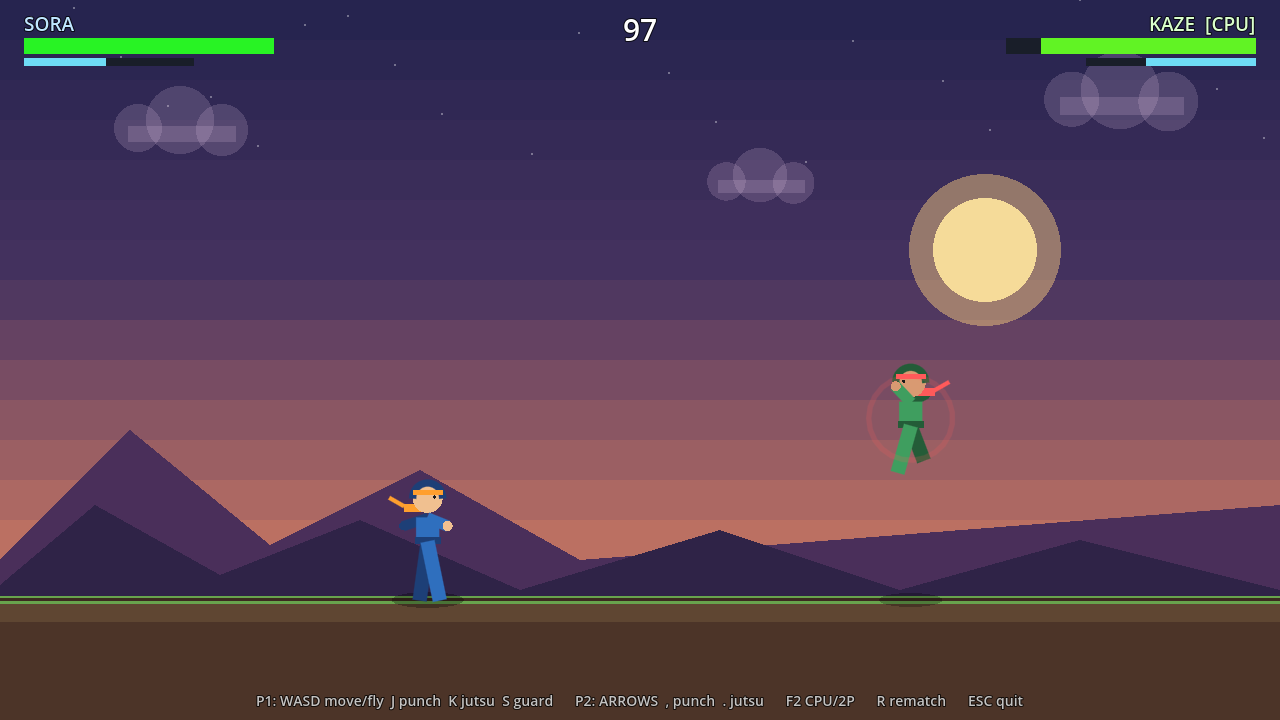 SORA
97
KAZE [CPU]
P1: WASD move/fly J punch K jutsu S guard P2: ARROWS , punch . jutsu F2 CPU/2P R rematch ESC quit